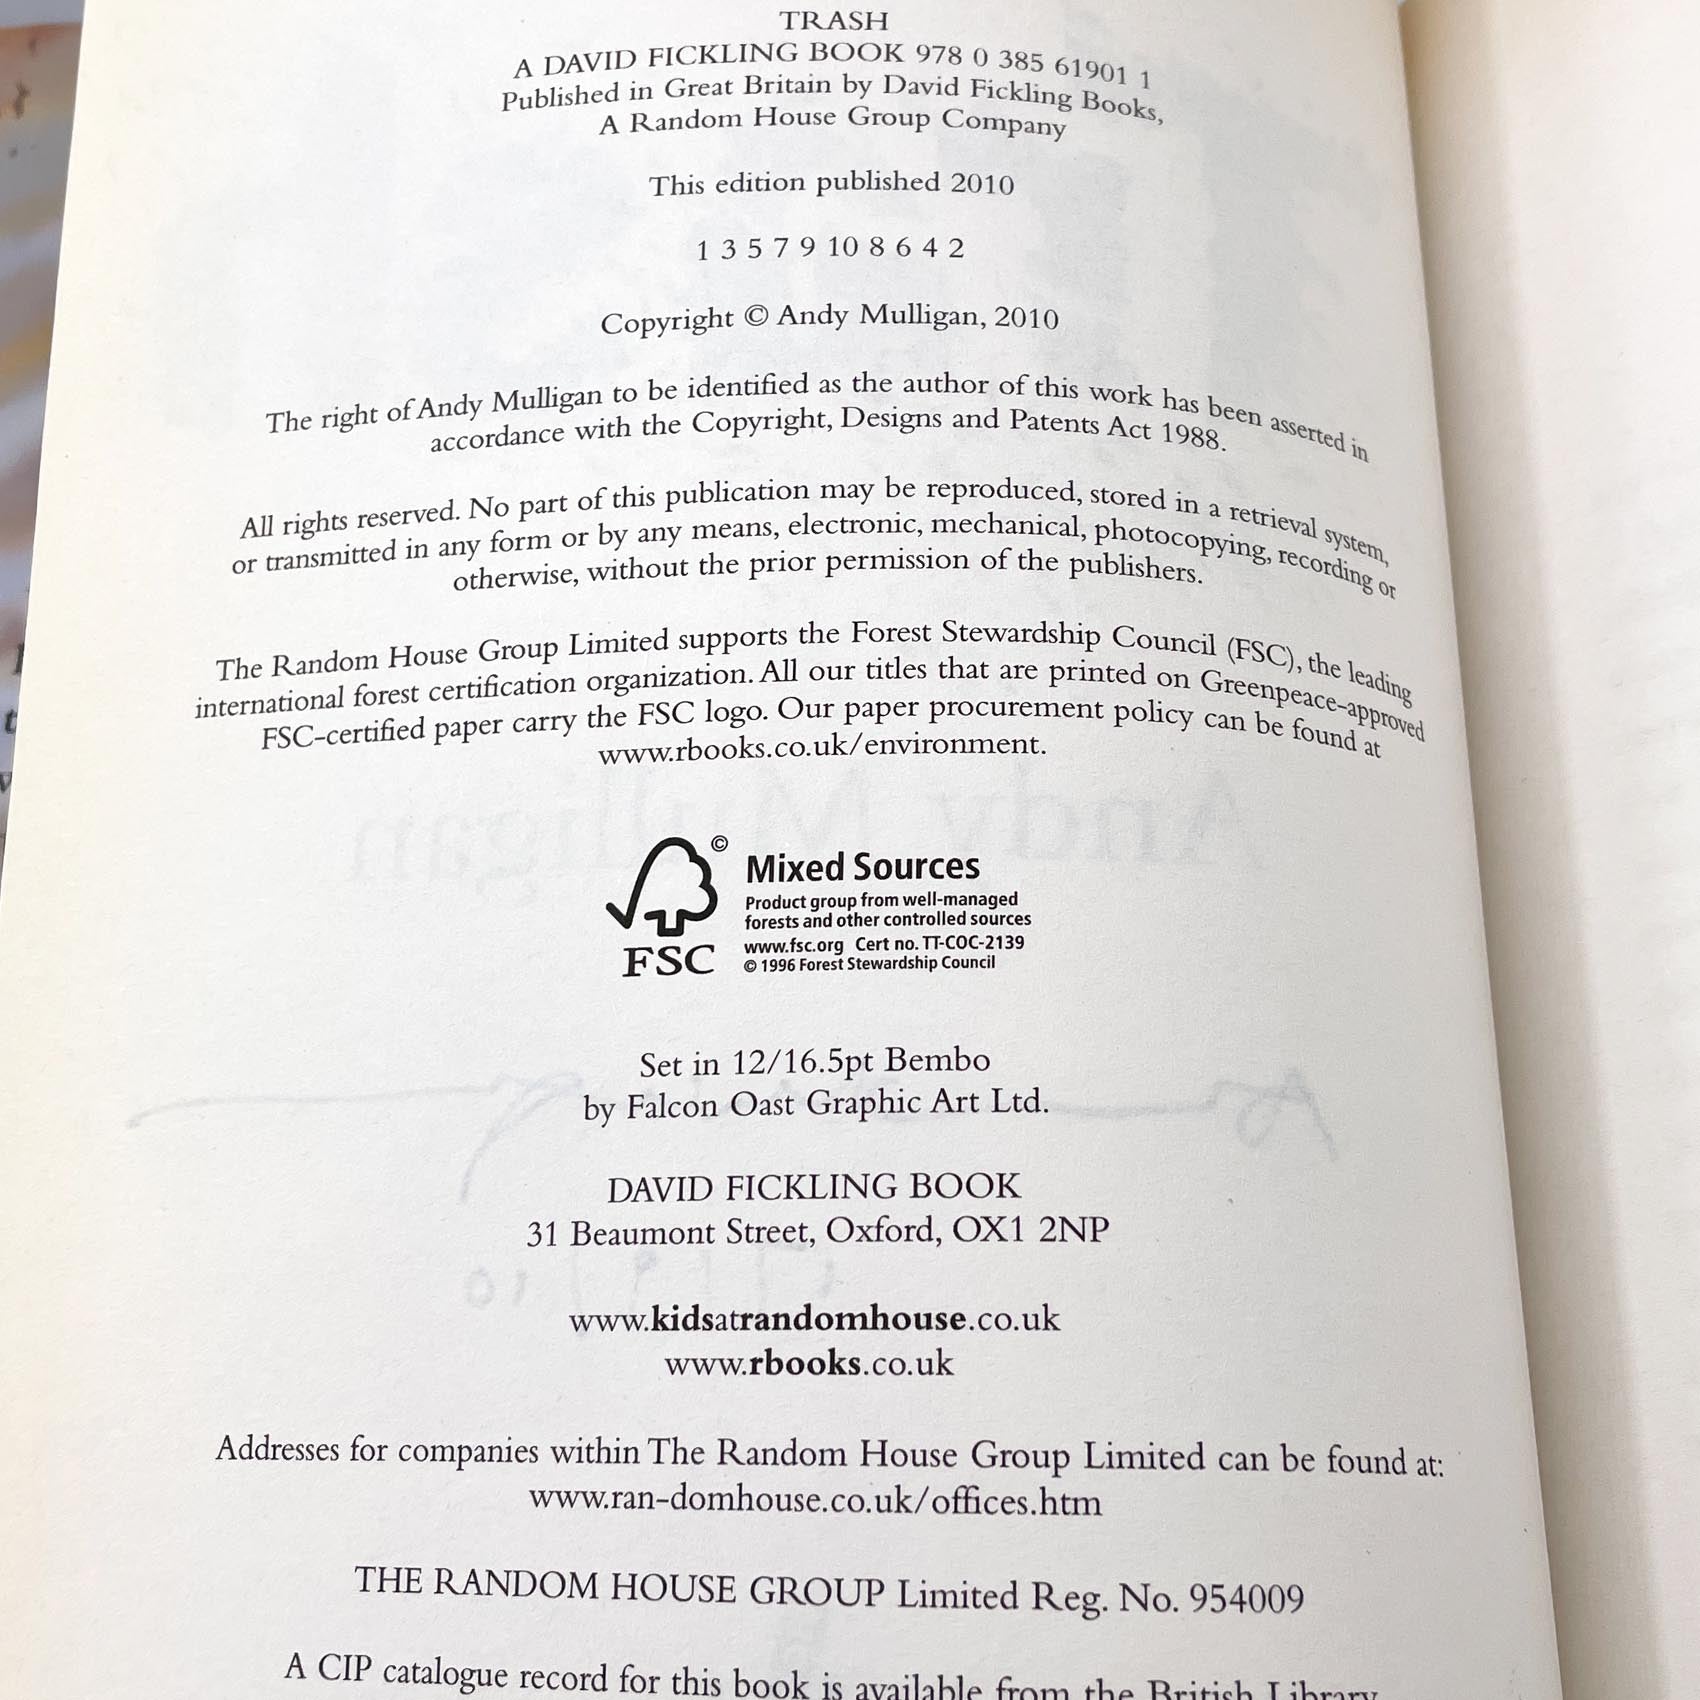 TRASH
A DAVID FICKLING BOOK 978 0 385 61901 1
Published in Great Britain by David Fickling Books,
A Random House Group Company
This edition published 2010
1 3 5 7 9 10 8 6 4 2
Copyright © Andy Mulligan, 2010
The right of Andy Mulligan to be identified as the author of this work has been asserted in
accordance with the Copyright, Designs and Patents Act 1988.
All rights reserved. No part of this publication may be reproduced, stored in a retrieval system,
or transmitted in any form or by any means, electronic, mechanical, photocopying, recording or
otherwise, without the prior permission of the publishers.
The Random House Group Limited supports the Forest Stewardship Council (FSC), the leading
international forest certification organization. All our titles that are printed on Greenpeace-approved
FSC-certified paper carry the FSC logo. Our paper procurement policy can be found at
www.rbooks.co.uk/environment.
©
FSC
Mixed Sources
Product group from well-managed
forests and other controlled sources
www.fsc.org Cert no. TT-COC-2139
© 1996 Forest Stewardship Council
Set in 12/16.5pt Bembo
by Falcon Oast Graphic Art Ltd.
DAVID FICKLING BOOK
31 Beaumont Street, Oxford, OX1 2NP
www.kidsatrandomhouse.co.uk
www.rbooks.co.uk
Addresses for companies within The Random House Group Limited can be found at:
www.ran-domhouse.co.uk/offices.htm
THE RANDOM HOUSE GROUP Limited Reg. No. 954009
A CIP catalogue record for this book is available from the British Library